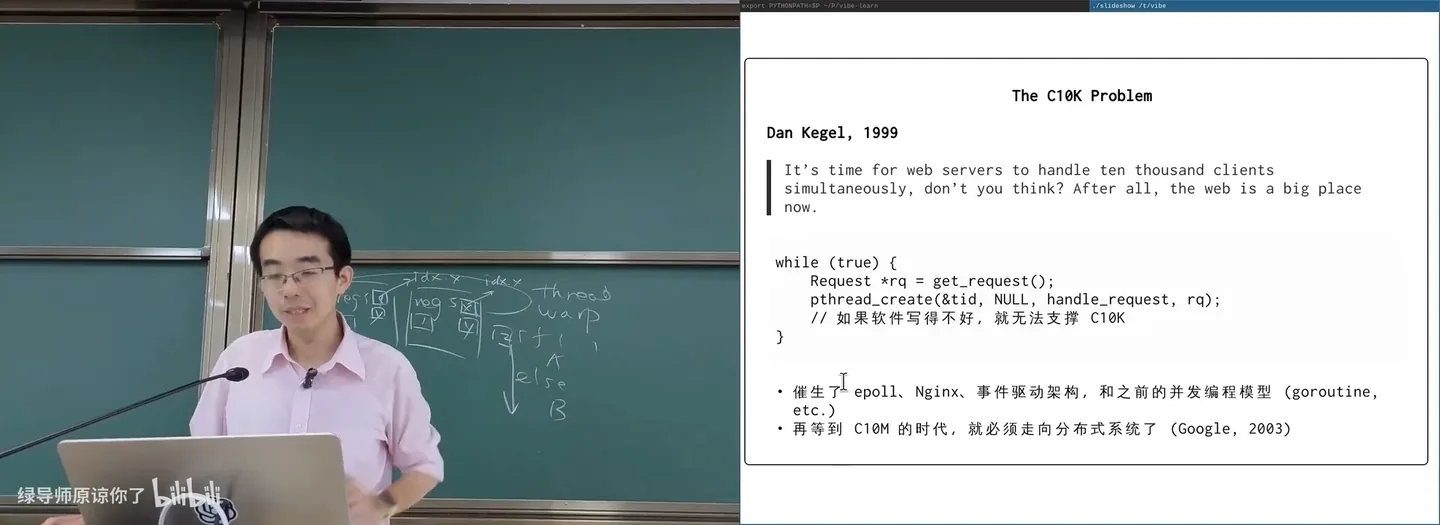 export PYTHONPATH=$P ~/P/vibe-learn
./slideshow /t/vibe
The C10K Problem
Dan Kegel, 1999
It's time for web servers to handle ten thousand clients
simultaneously, don't you think? After all, the web is a big place
now.
while (true) {
Request *rq = get_request();
pthread_create(&tid, NULL, handle_request, rq);
// 如果软件写得不好，就无法支撑 C10K
}
• 催生了 epoll、Nginx、事件驱动架构，和之前的并发编程模型 (goroutine,
etc.)
• 再等到 C10M 的时代，就必须走向分布式系统了 (Google, 2003)
idx.x
idx.x
regs
regs
thread
warp
if
A
else
B
绿导师原谅你了 bilibili